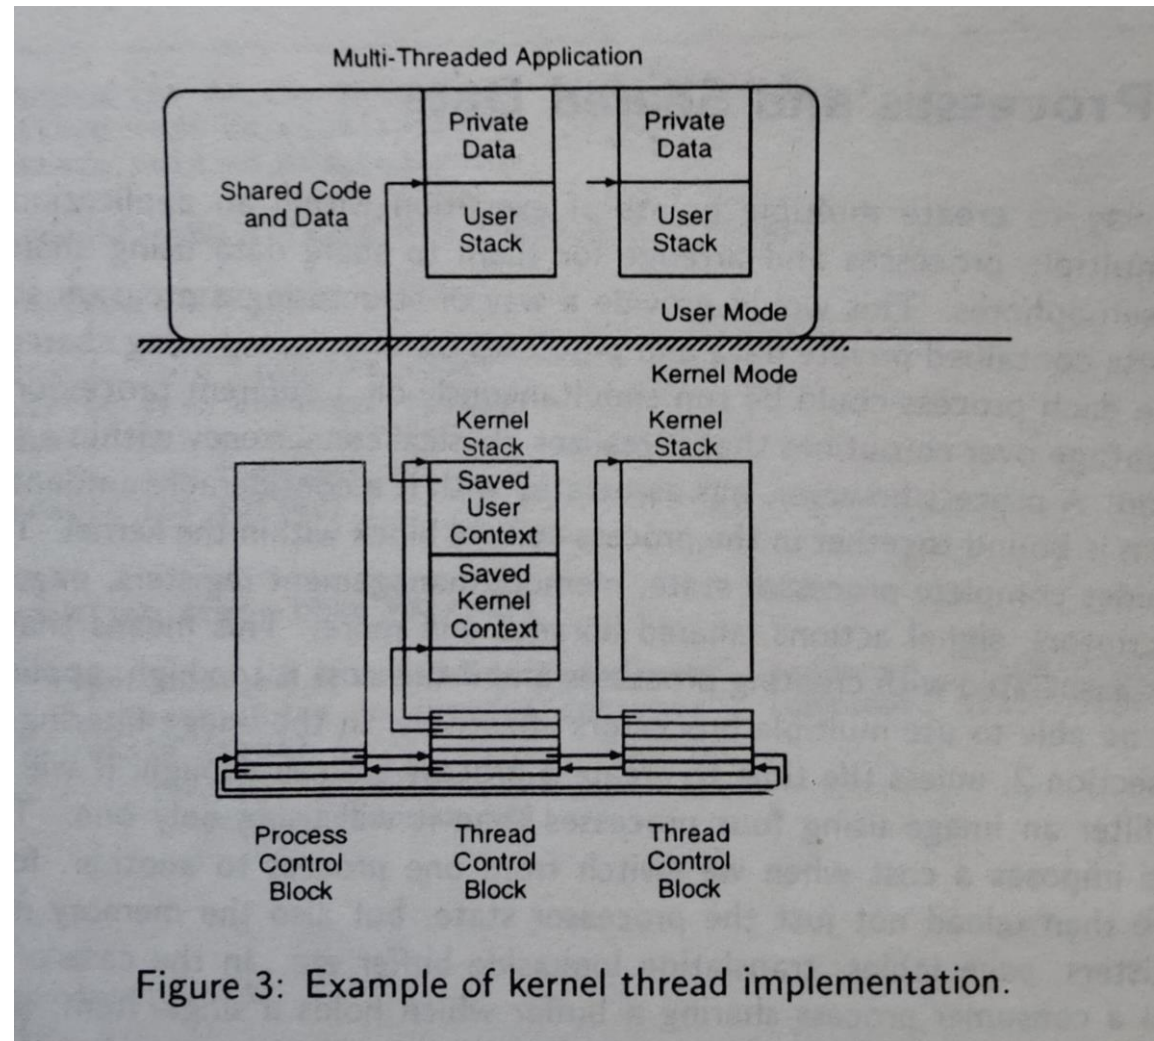 Multi-Threaded Application
Private
Data
Private
Data
Shared Code
and Data
User
Stack
User
Stack
User Mode
Kernel Mode
Kernel
Stack
Kernel
Stack
Saved
User
Context
Saved
Kernel
Context
Process
Control
Block
Thread
Control
Block
Thread
Control
Block
Figure 3: Example of kernel thread implementation.